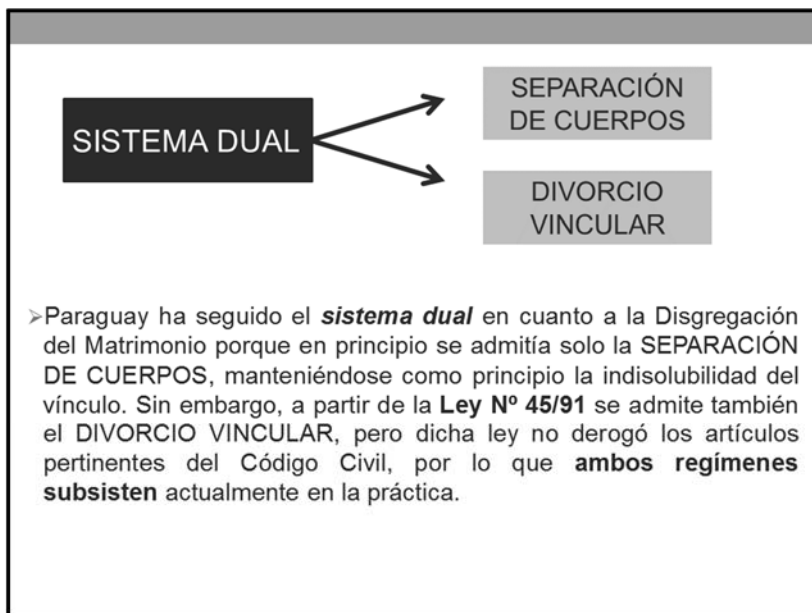 SISTEMA DUAL
SEPARACIÓN
DE CUERPOS
DIVORCIO
VINCULAR
➢Paraguay ha seguido el sistema dual en cuanto a la Disgregación
del Matrimonio porque en principio se admitía solo la SEPARACIÓN
DE CUERPOS, manteniéndose como principio la indisolubilidad del
vínculo. Sin embargo, a partir de la Ley Nº 45/91 se admite también
el DIVORCIO VINCULAR, pero dicha ley no derogó los artículos
pertinentes del Código Civil, por lo que ambos regímenes
subsisten actualmente en la práctica.